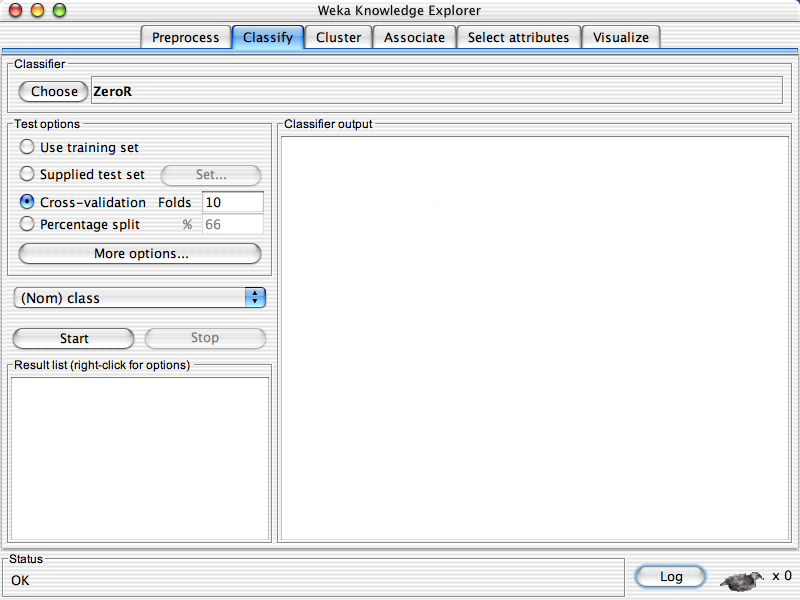 Weka Knowledge Explorer
Preprocess Classify Cluster Associate Select attributes Visualize
Classifier
Choose ZeroR
Test options
Use training set
Supplied test set Set...
Cross-validation Folds 10
Percentage split % 66
More options...
(Nom) class
Start Stop
Result list (right-click for options)
Classifier output
Status
OK
Log x 0